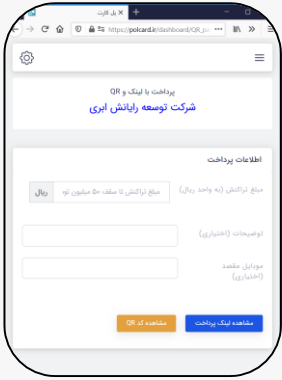 پل کارت
https://polcard.ir/dashboard/QR_pa
پرداخت با لینک و QR
شرکت توسعه رایانش ابری
اطلاعات پرداخت
مبلغ تراکنش (به واحد ریال)
مبلغ تراکنش تا سقف ۵۰ میلیون تو
ریال
توضیحات (اختیاری)
موبایل مقصد
(اختیاری)
مشاهده لینک پرداخت
مشاهده کد QR